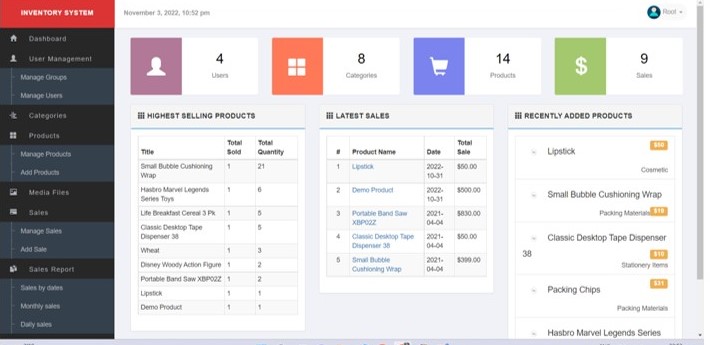 INVENTORY SYSTEM
November 3, 2022, 10:52 pm
Root
Dashboard
User Management
Manage Groups
Manage Users
Categories
Products
Manage Products
Add Products
Media Files
Sales
Manage Sales
Add Sale
Sales Report
Sales by dates
Monthly sales
Daily sales
4
Users
8
Categories
14
Products
9
Sales
HIGHEST SELLING PRODUCTS
Title Total Sold Total Quantity
Small Bubble Cushioning Wrap 1 21
Hasbro Marvel Legends Series Toys 1 6
Life Breakfast Cereal 3 Pk 1 5
Classic Desktop Tape Dispenser 38 1 5
Wheat 1 3
Disney Woody Action Figure 1 2
Portable Band Saw XBP02Z 1 2
Lipstick 1 1
Demo Product 1 1
LATEST SALES
# Product Name Date Total Sale
1 Lipstick 2022-10-31 $50.00
2 Demo Product 2022-10-31 $500.00
3 Portable Band Saw XBP02Z 2021-04-04 $830.00
4 Classic Desktop Tape Dispenser 38 2021-04-04 $50.00
5 Small Bubble Cushioning Wrap 2021-04-04 $399.00
RECENTLY ADDED PRODUCTS
Lipstick
$50
Cosmetic
Small Bubble Cushioning Wrap
Packing Materials $19
Classic Desktop Tape Dispenser
38
$10
Stationery Items
Packing Chips
$31
Packing Materials
Hasbro Marvel Legends Series